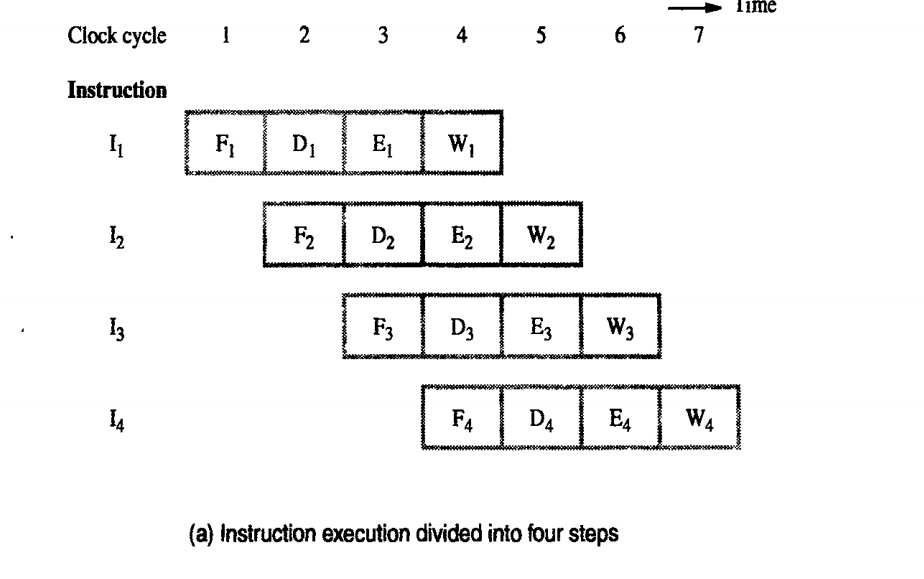 Time
Clock cycle 1 2 3 4 5 6 7
Instruction
I1 F1 D1 E1 W1
I2 F2 D2 E2 W2
I3 F3 D3 E3 W3
I4 F4 D4 E4 W4
(a) Instruction execution divided into four steps